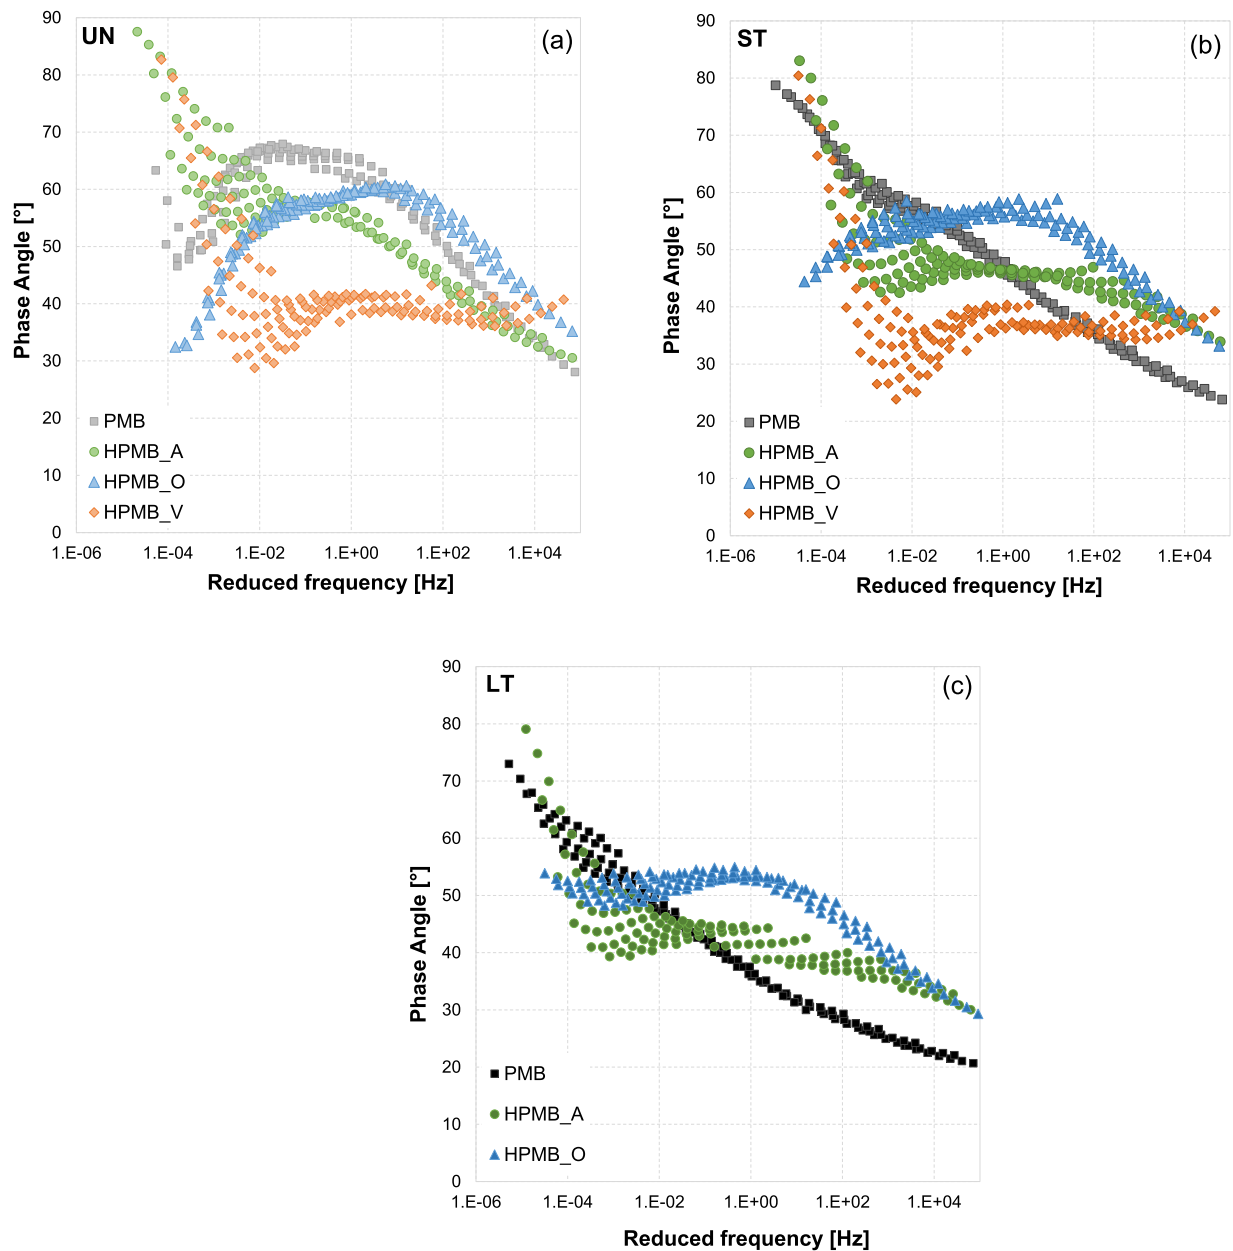 UN
(a)
90
80
70
60
50
40
30
20
10
0
Phase Angle [°]
PMB
HPMB_A
HPMB_O
HPMB_V
1.E-06
1.E-04
1.E-02
1.E+00
1.E+02
1.E+04
Reduced frequency [Hz]
ST
(b)
90
80
70
60
50
40
30
20
10
0
Phase Angle [°]
PMB
HPMB_A
HPMB_O
HPMB_V
1.E-06
1.E-04
1.E-02
1.E+00
1.E+02
1.E+04
Reduced frequency [Hz]
LT
(c)
90
80
70
60
50
40
30
20
10
0
Phase Angle [°]
PMB
HPMB_A
HPMB_O
1.E-06
1.E-04
1.E-02
1.E+00
1.E+02
1.E+04
Reduced frequency [Hz]